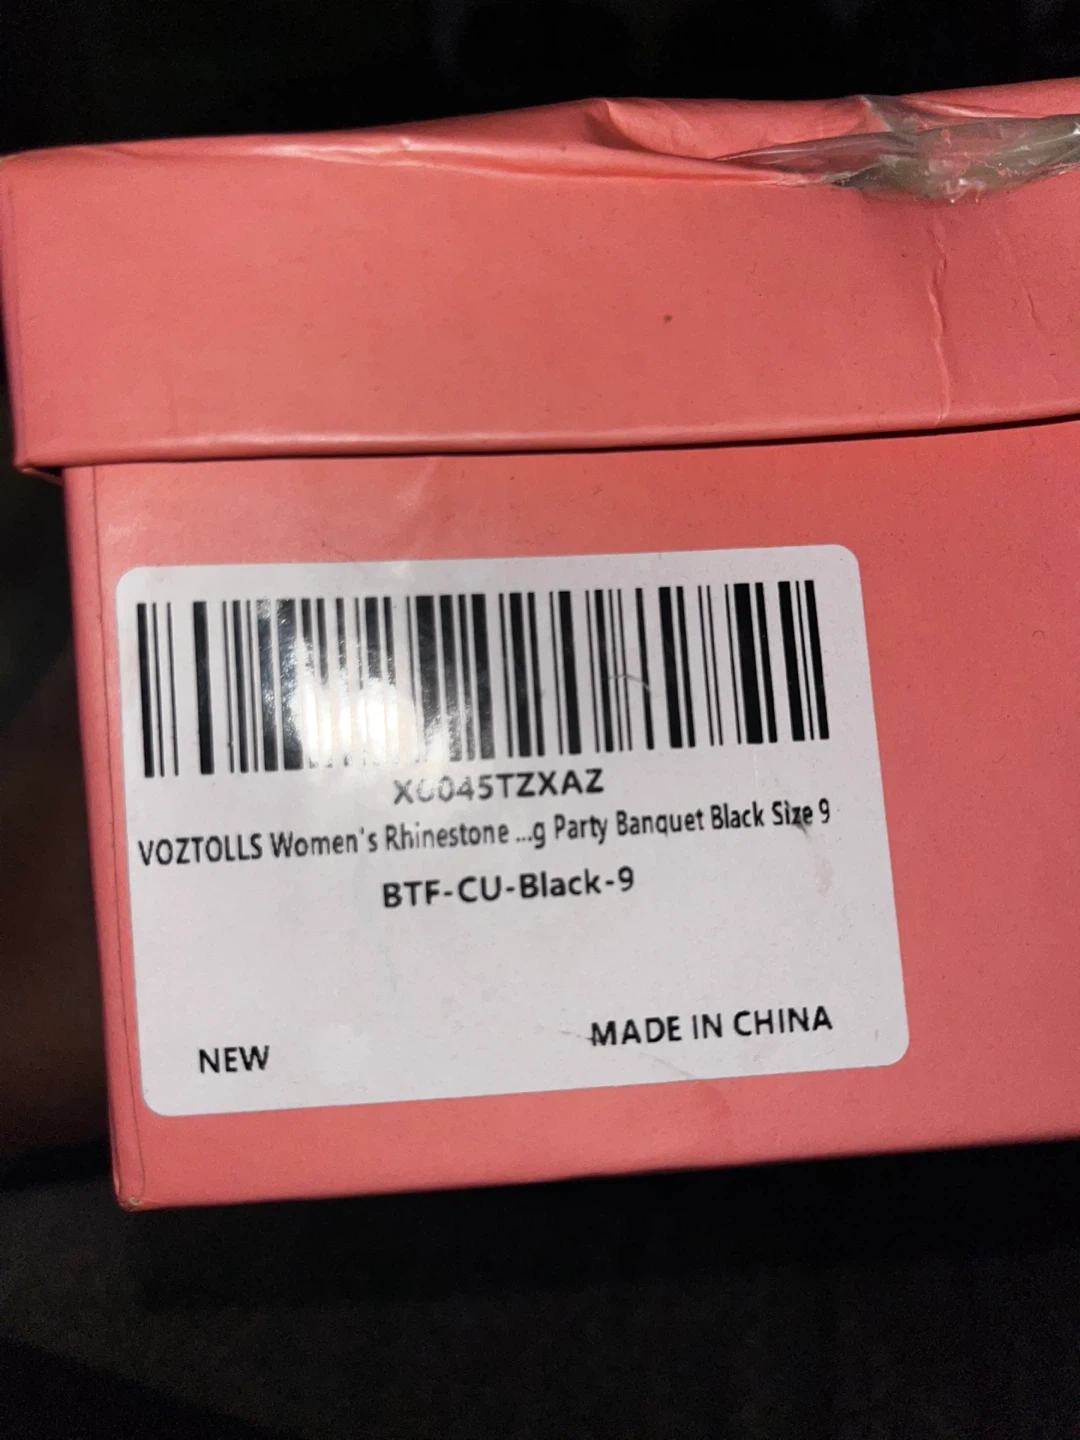 X0045TZXAZ
VOZTOLLS Women's Rhinestone ...g Party Banquet Black Size 9
BTF-CU-Black-9
NEW
MADE IN CHINA